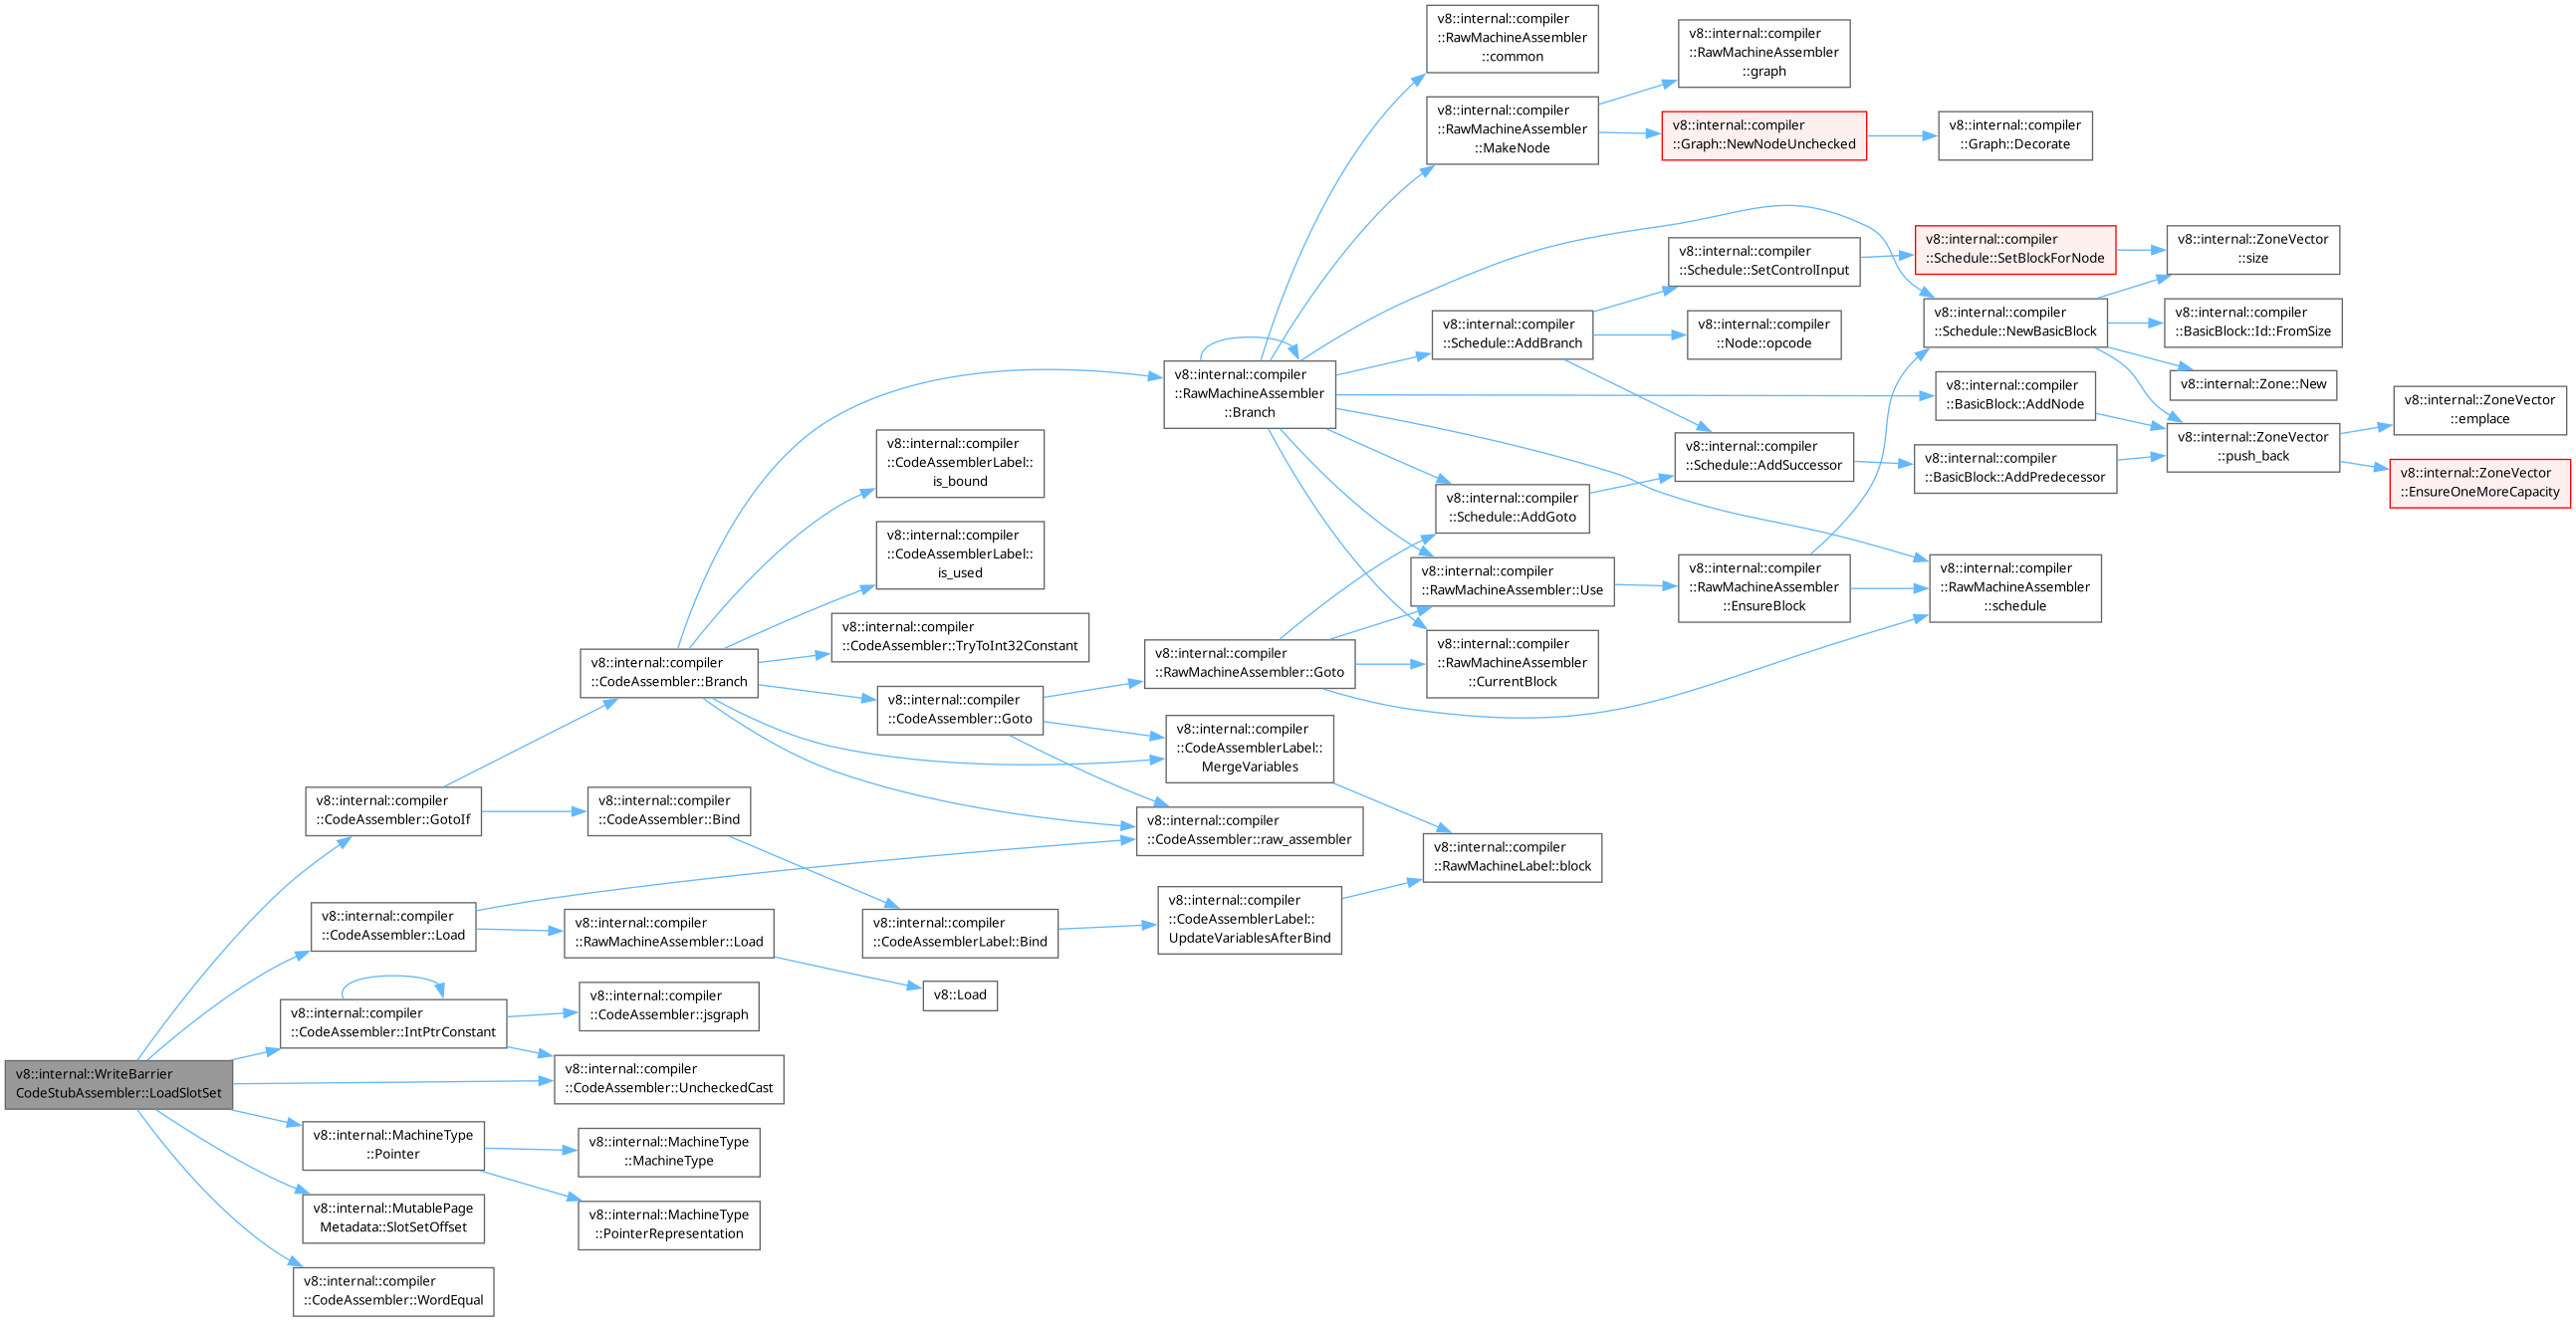 v8::internal::WriteBarrier
CodeStubAssembler::LoadSlotSet
v8::internal::compiler
::CodeAssembler::GotoIf
v8::internal::compiler
::CodeAssembler::Load
v8::internal::compiler
::CodeAssembler::IntPtrConstant
v8::internal::MachineType
::Pointer
v8::internal::MutablePage
Metadata::SlotSetOffset
v8::internal::compiler
::CodeAssembler::WordEqual
v8::internal::compiler
::CodeAssembler::Branch
v8::internal::compiler
::CodeAssembler::Bind
v8::internal::compiler
::RawMachineAssembler::Load
v8::internal::compiler
::CodeAssembler::jsgraph
v8::internal::compiler
::CodeAssembler::UncheckedCast
v8::internal::MachineType
::MachineType
v8::internal::MachineType
::PointerRepresentation
v8::internal::compiler
::CodeAssemblerLabel::
is_bound
v8::internal::compiler
::CodeAssemblerLabel::
is_used
v8::internal::compiler
::CodeAssembler::TryToInt32Constant
v8::internal::compiler
::CodeAssembler::Goto
v8::internal::compiler
::CodeAssemblerLabel::Bind
v8::Load
v8::internal::compiler
::RawMachineAssembler
::Branch
v8::internal::compiler
::RawMachineAssembler::Goto
v8::internal::compiler
::CodeAssemblerLabel::
MergeVariables
v8::internal::compiler
::CodeAssembler::raw_assembler
v8::internal::compiler
::CodeAssemblerLabel::
UpdateVariablesAfterBind
v8::internal::compiler
::RawMachineAssembler
::common
v8::internal::compiler
::RawMachineAssembler
::MakeNode
v8::internal::compiler
::Schedule::AddBranch
v8::internal::compiler
::Schedule::AddGoto
v8::internal::compiler
::RawMachineAssembler::Use
v8::internal::compiler
::RawMachineAssembler
::CurrentBlock
v8::internal::compiler
::RawMachineLabel::block
v8::internal::compiler
::RawMachineAssembler
::graph
v8::internal::compiler
::Graph::NewNodeUnchecked
v8::internal::compiler
::Schedule::SetControlInput
v8::internal::compiler
::Node::opcode
v8::internal::compiler
::Schedule::AddSuccessor
v8::internal::compiler
::RawMachineAssembler
::EnsureBlock
v8::internal::compiler
::Graph::Decorate
v8::internal::compiler
::Schedule::SetBlockForNode
v8::internal::compiler
::Schedule::NewBasicBlock
v8::internal::compiler
::BasicBlock::AddNode
v8::internal::compiler
::BasicBlock::AddPredecessor
v8::internal::compiler
::RawMachineAssembler
::schedule
v8::internal::ZoneVector
::size
v8::internal::compiler
::BasicBlock::Id::FromSize
v8::internal::Zone::New
v8::internal::ZoneVector
::push_back
v8::internal::ZoneVector
::emplace
v8::internal::ZoneVector
::EnsureOneMoreCapacity